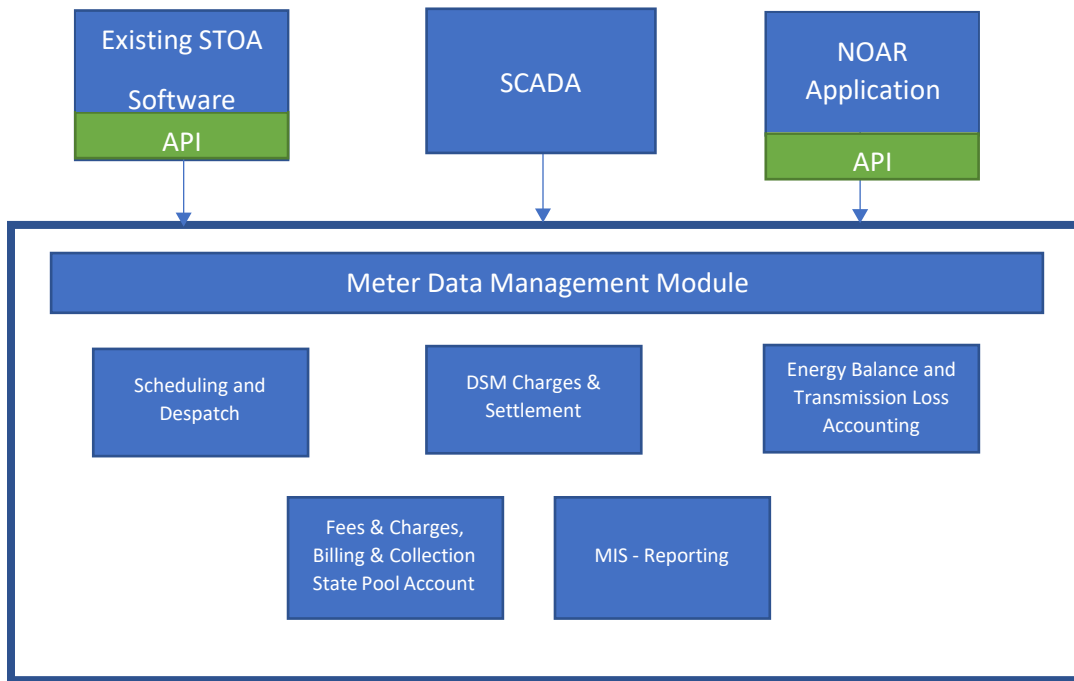 Existing STOA
Software
API
SCADA
NOAR
Application
API
Meter Data Management Module
Scheduling and
Despatch
DSM Charges &
Settlement
Energy Balance and
Transmission Loss
Accounting
Fees & Charges,
Billing & Collection
State Pool Account
MIS - Reporting